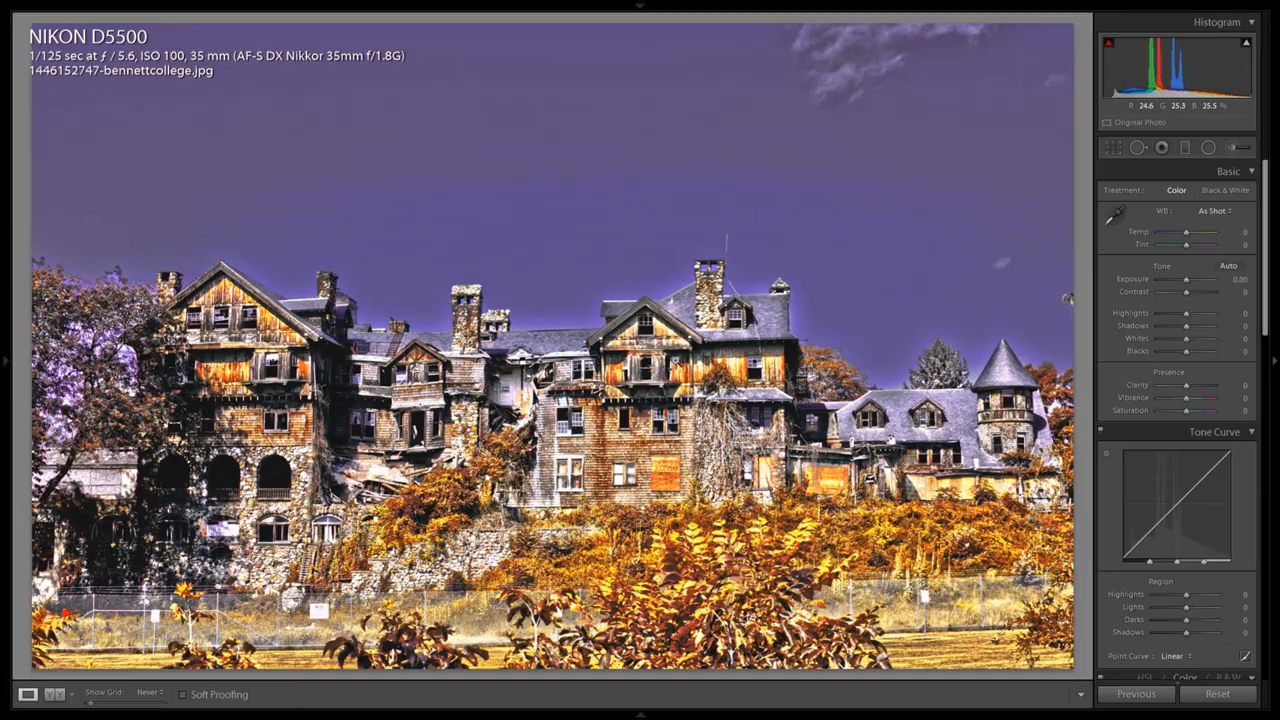 NIKON D5500
1/125 sec at ƒ / 5.6, ISO 100, 35 mm (AF-S DX Nikkor 35mm f/1.8G)
1446152747-bennettcollege.jpg
Histogram
R 24.6 G 25.3 B 25.5 %
Original Photo
Basic
Treatment : Color Black & White
WB : As Shot
Temp 0
Tint 0
Tone Auto
Exposure 0.00
Contrast 0
Highlights 0
Shadows 0
Whites 0
Blacks 0
Presence
Clarity 0
Vibrance 0
Saturation 0
Tone Curve
Region
Highlights 0
Lights 0
Darks 0
Shadows 0
Point Curve : Linear
HSL / Color / B & W
Previous Reset
YY Show Grid: Never Soft Proofing